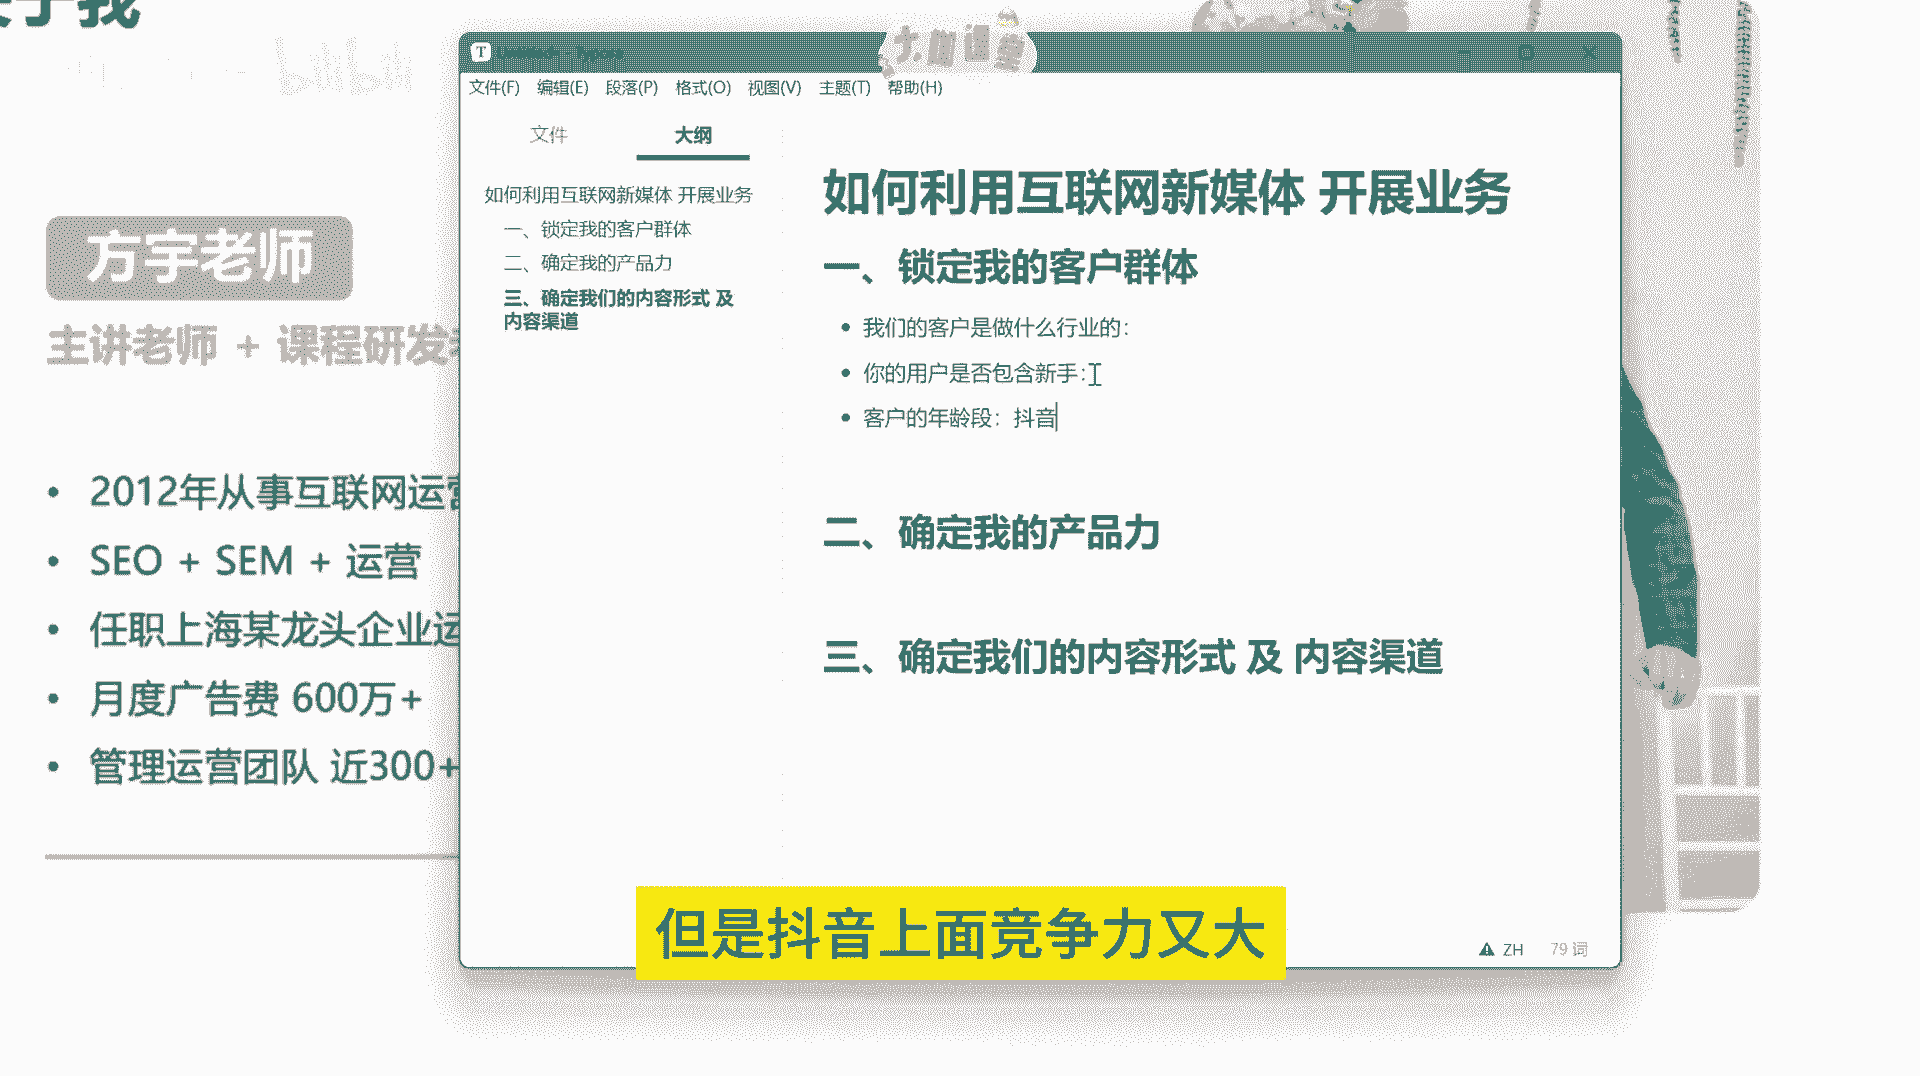 关于我
bilibili
方宇老师
主讲老师 + 课程研发
2012年从事互联网运营
SEO + SEM + 运营
任职上海某龙头企业运
月度广告费 600万+
管理运营团队 近300+
大咖课堂
文件(F) 编辑(E) 段落(P) 格式(O) 视图(V) 主题(T) 帮助(H)
文件 大纲
如何利用互联网新媒体 开展业务
一、锁定我的客户群体
二、确定我的产品力
三、确定我们的内容形式 及
内容渠道
如何利用互联网新媒体 开展业务
一、锁定我的客户群体
我们的客户是做什么行业的：
你的用户是否包含新手：
客户的年龄段：抖音
二、确定我的产品力
三、确定我们的内容形式 及 内容渠道
ZH 79 词
但是抖音上面竞争力又大